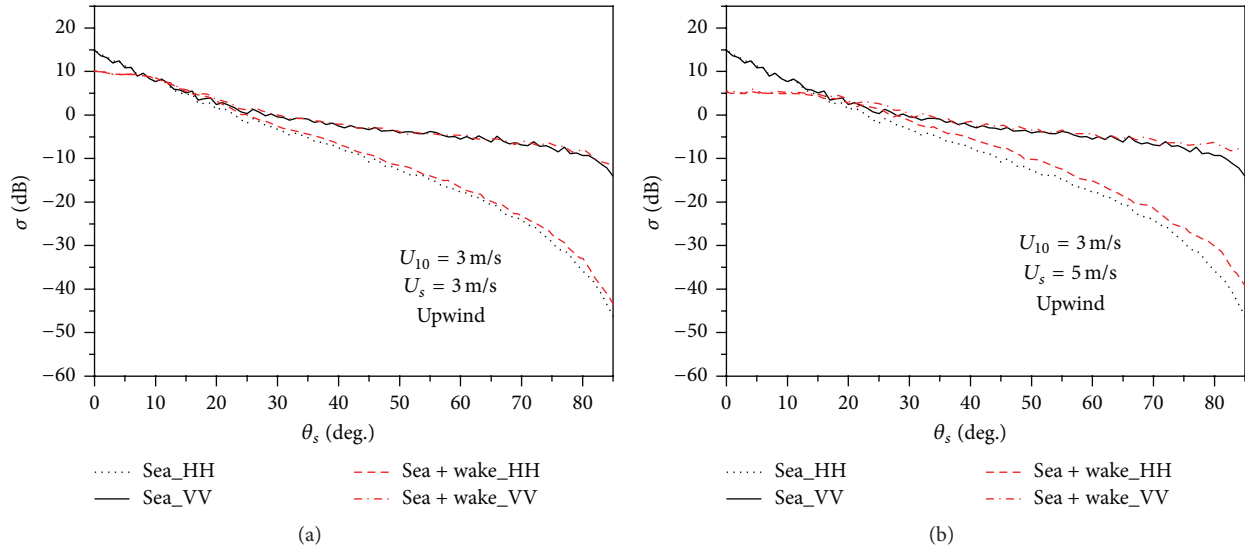 20
10
0
−10
−20
−30
−40
−50
−60
σ (dB)
U10 = 3 m/s
Us = 3 m/s
Upwind
0 10 20 30 40 50 60 70 80
θs (deg.)
Sea_HH Sea + wake_HH
Sea_VV Sea + wake_VV
(a)
20
10
0
−10
−20
−30
−40
−50
−60
σ (dB)
U10 = 3 m/s
Us = 5 m/s
Upwind
0 10 20 30 40 50 60 70 80
θs (deg.)
Sea_HH Sea + wake_HH
Sea_VV Sea + wake_VV
(b)